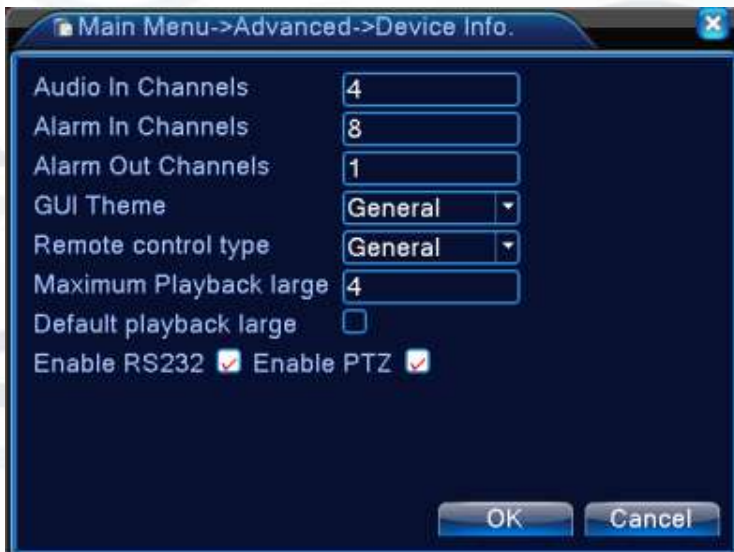 Main Menu->Advanced->Device Info.
Audio In Channels 4
Alarm In Channels 8
Alarm Out Channels 1
GUI Theme General
Remote control type General
Maximum Playback large 4
Default playback large
Enable RS232 Enable PTZ
OK Cancel